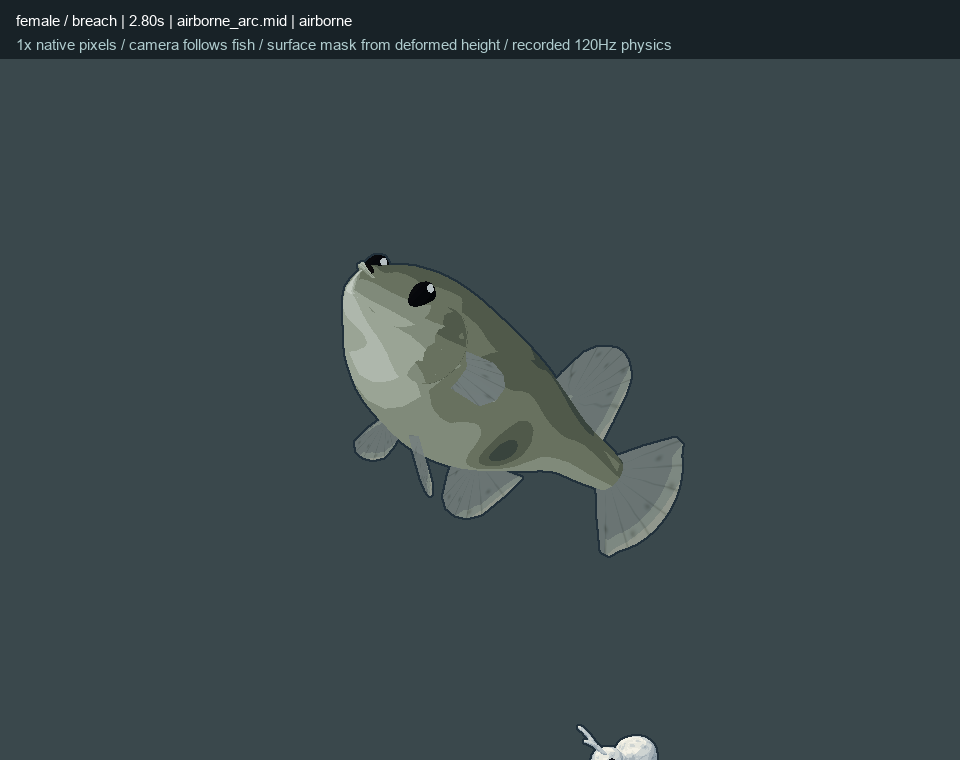 female / breach | 2.80s | airborne_arc.mid | airborne
1x native pixels / camera follows fish / surface mask from deformed height / recorded 120Hz physics